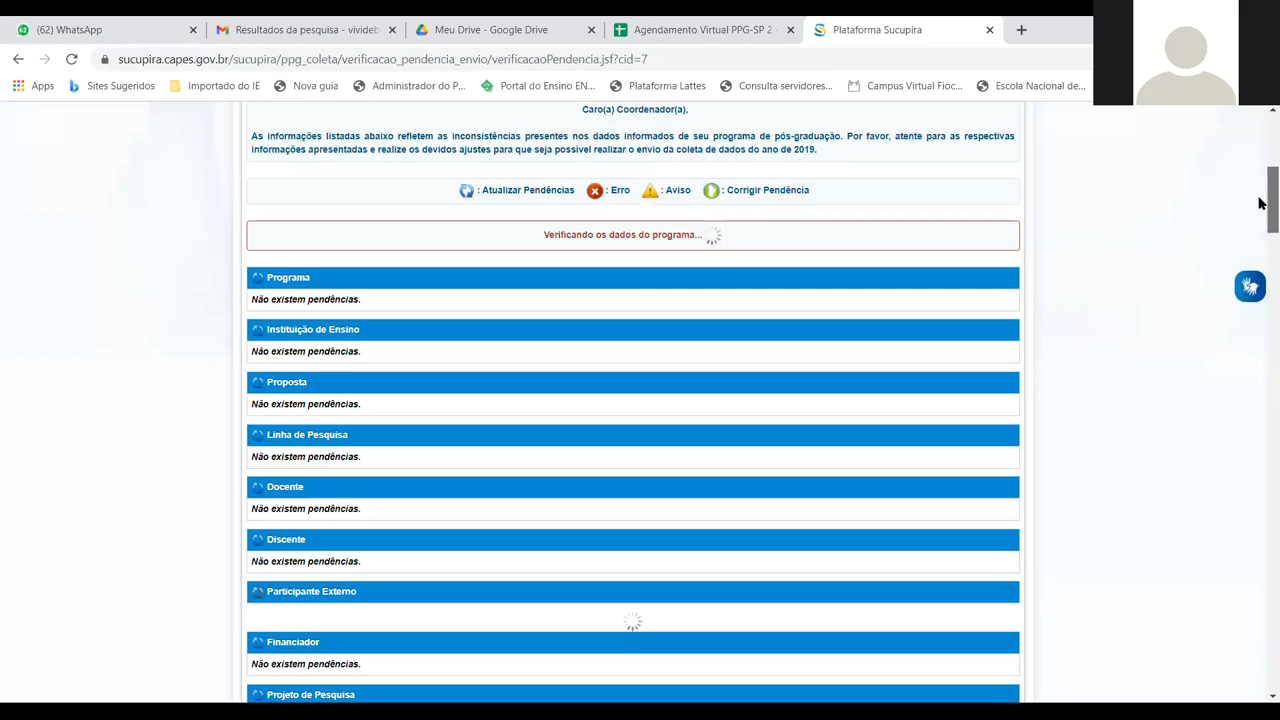 (62) WhatsApp
Resultados da pesquisa - vivideb
Meu Drive - Google Drive
Agendamento Virtual PPG-SP 2
Plataforma Sucupira
sucupira.capes.gov.br/sucupira/ppg_coleta/verificacao_pendencia_envio/verificacaoPendencia.jsf?cid=7
Apps
Sites Sugeridos
Importado do IE
Nova guia
Administrador do P...
Portal do Ensino EN...
Plataforma Lattes
Consulta servidores...
Campus Virtual Fioc...
Escola Nacional de...
Caro(a) Coordenador(a),
As informações listadas abaixo refletem as inconsistências presentes nos dados informados de seu programa de pós-graduação. Por favor, atente para as respectivas
informações apresentadas e realize os devidos ajustes para que seja possível realizar o envio da coleta de dados do ano de 2019.
: Atualizar Pendências : Erro : Aviso : Corrigir Pendência
Verificando os dados do programa...
Programa
Não existem pendências.
Instituição de Ensino
Não existem pendências.
Proposta
Não existem pendências.
Linha de Pesquisa
Não existem pendências.
Docente
Não existem pendências.
Discente
Não existem pendências.
Participante Externo
Financiador
Não existem pendências.
Projeto de Pesquisa